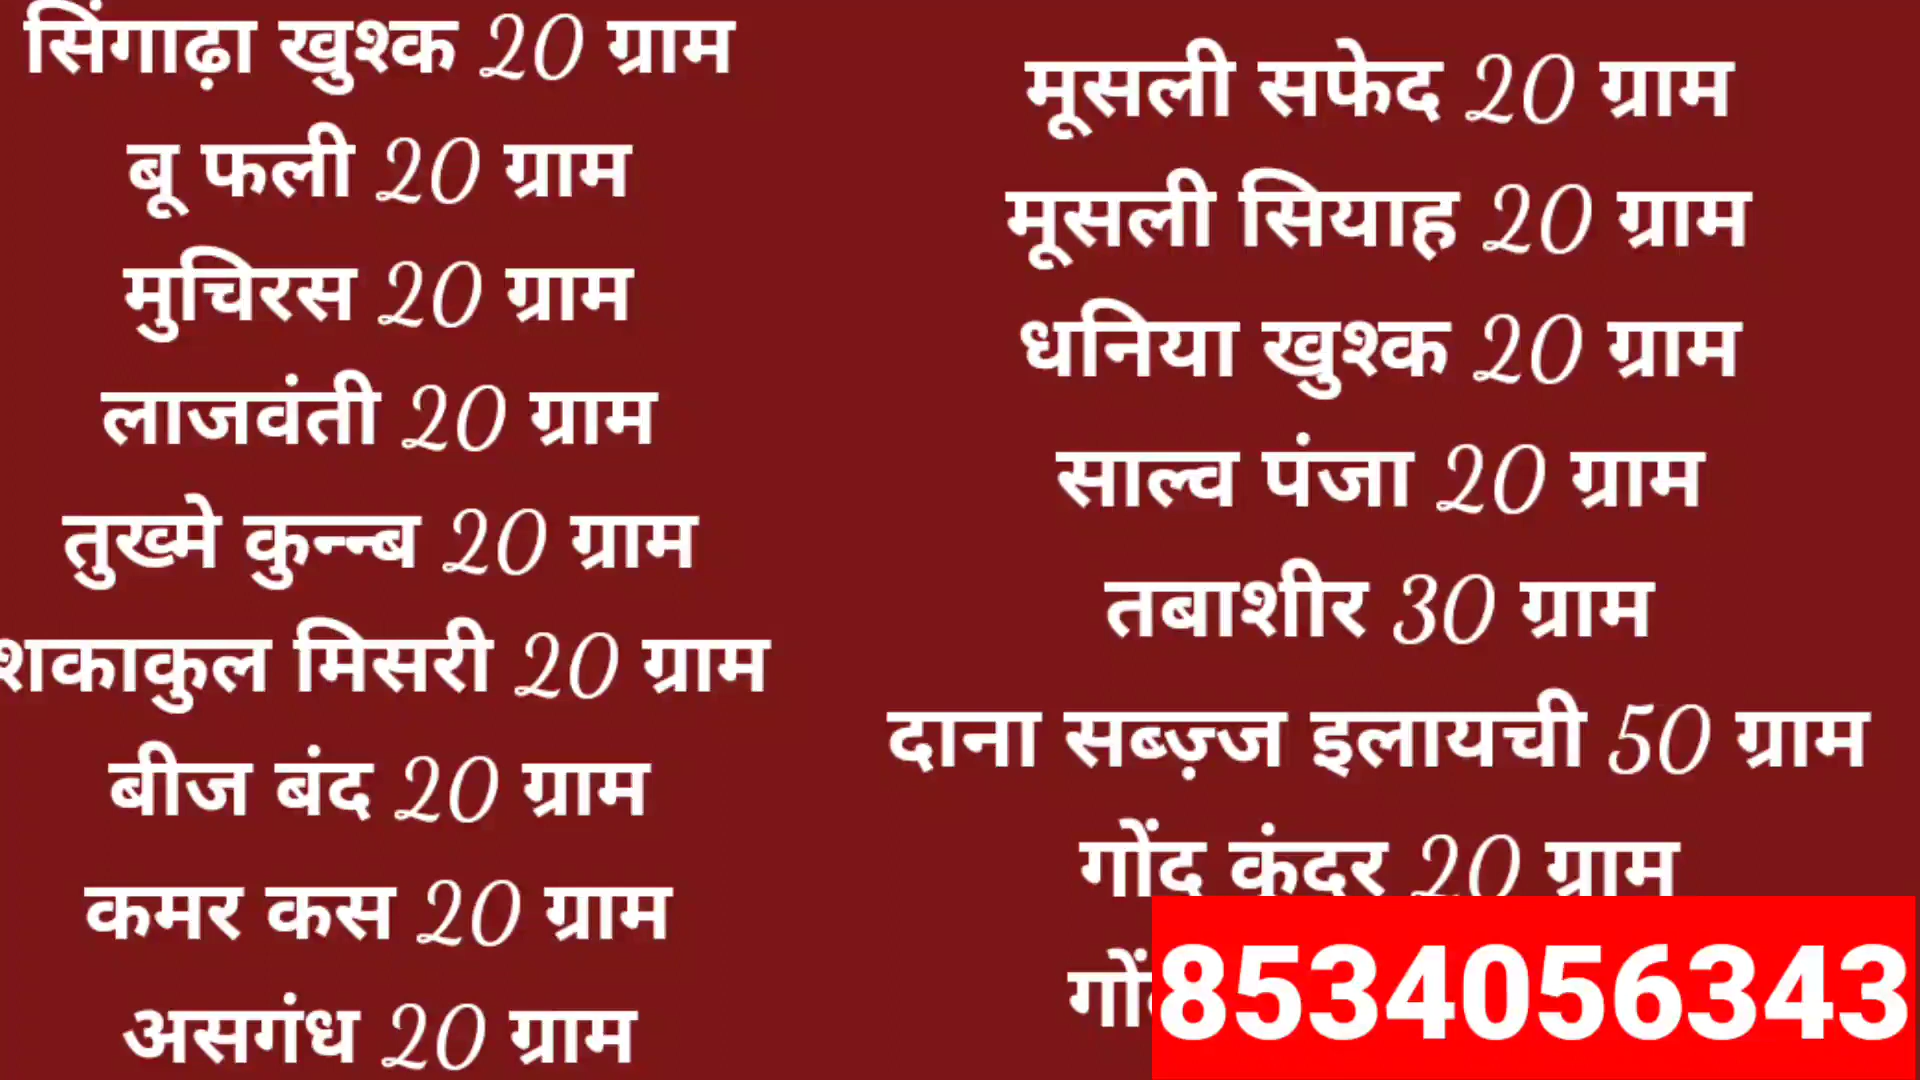 सिंगाढ़ा खुश्क 20 ग्राम
बू फली 20 ग्राम
मुचिरस 20 ग्राम
लाजवंती 20 ग्राम
तुख्मे कुन्न्ब 20 ग्राम
शकाकुल मिसरी 20 ग्राम
बीज बंद 20 ग्राम
कमर कस 20 ग्राम
असगंध 20 ग्राम
मूसली सफेद 20 ग्राम
मूसली सियाह 20 ग्राम
धनिया खुश्क 20 ग्राम
साल्व पंजा 20 ग्राम
तबाशीर 30 ग्राम
दाना सब्ज़्ज इलायची 50 ग्राम
गोंद कंदर 20 ग्राम
8534056343